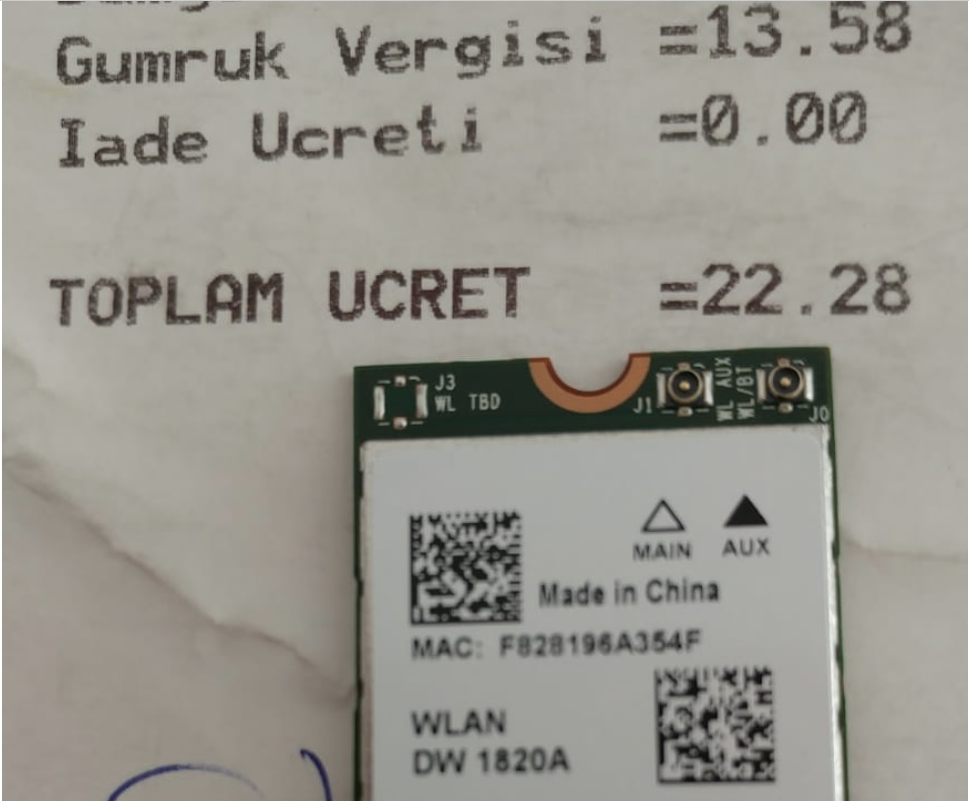 Gumruk Vergisi =13.58
Iade Ucreti =0.00
TOPLAM UCRET =22.28
J3
WL TBD
J1
WL AUX
WL/BT
J0
MAIN AUX
Made in China
MAC: F828196A354F
WLAN
DW 1820A